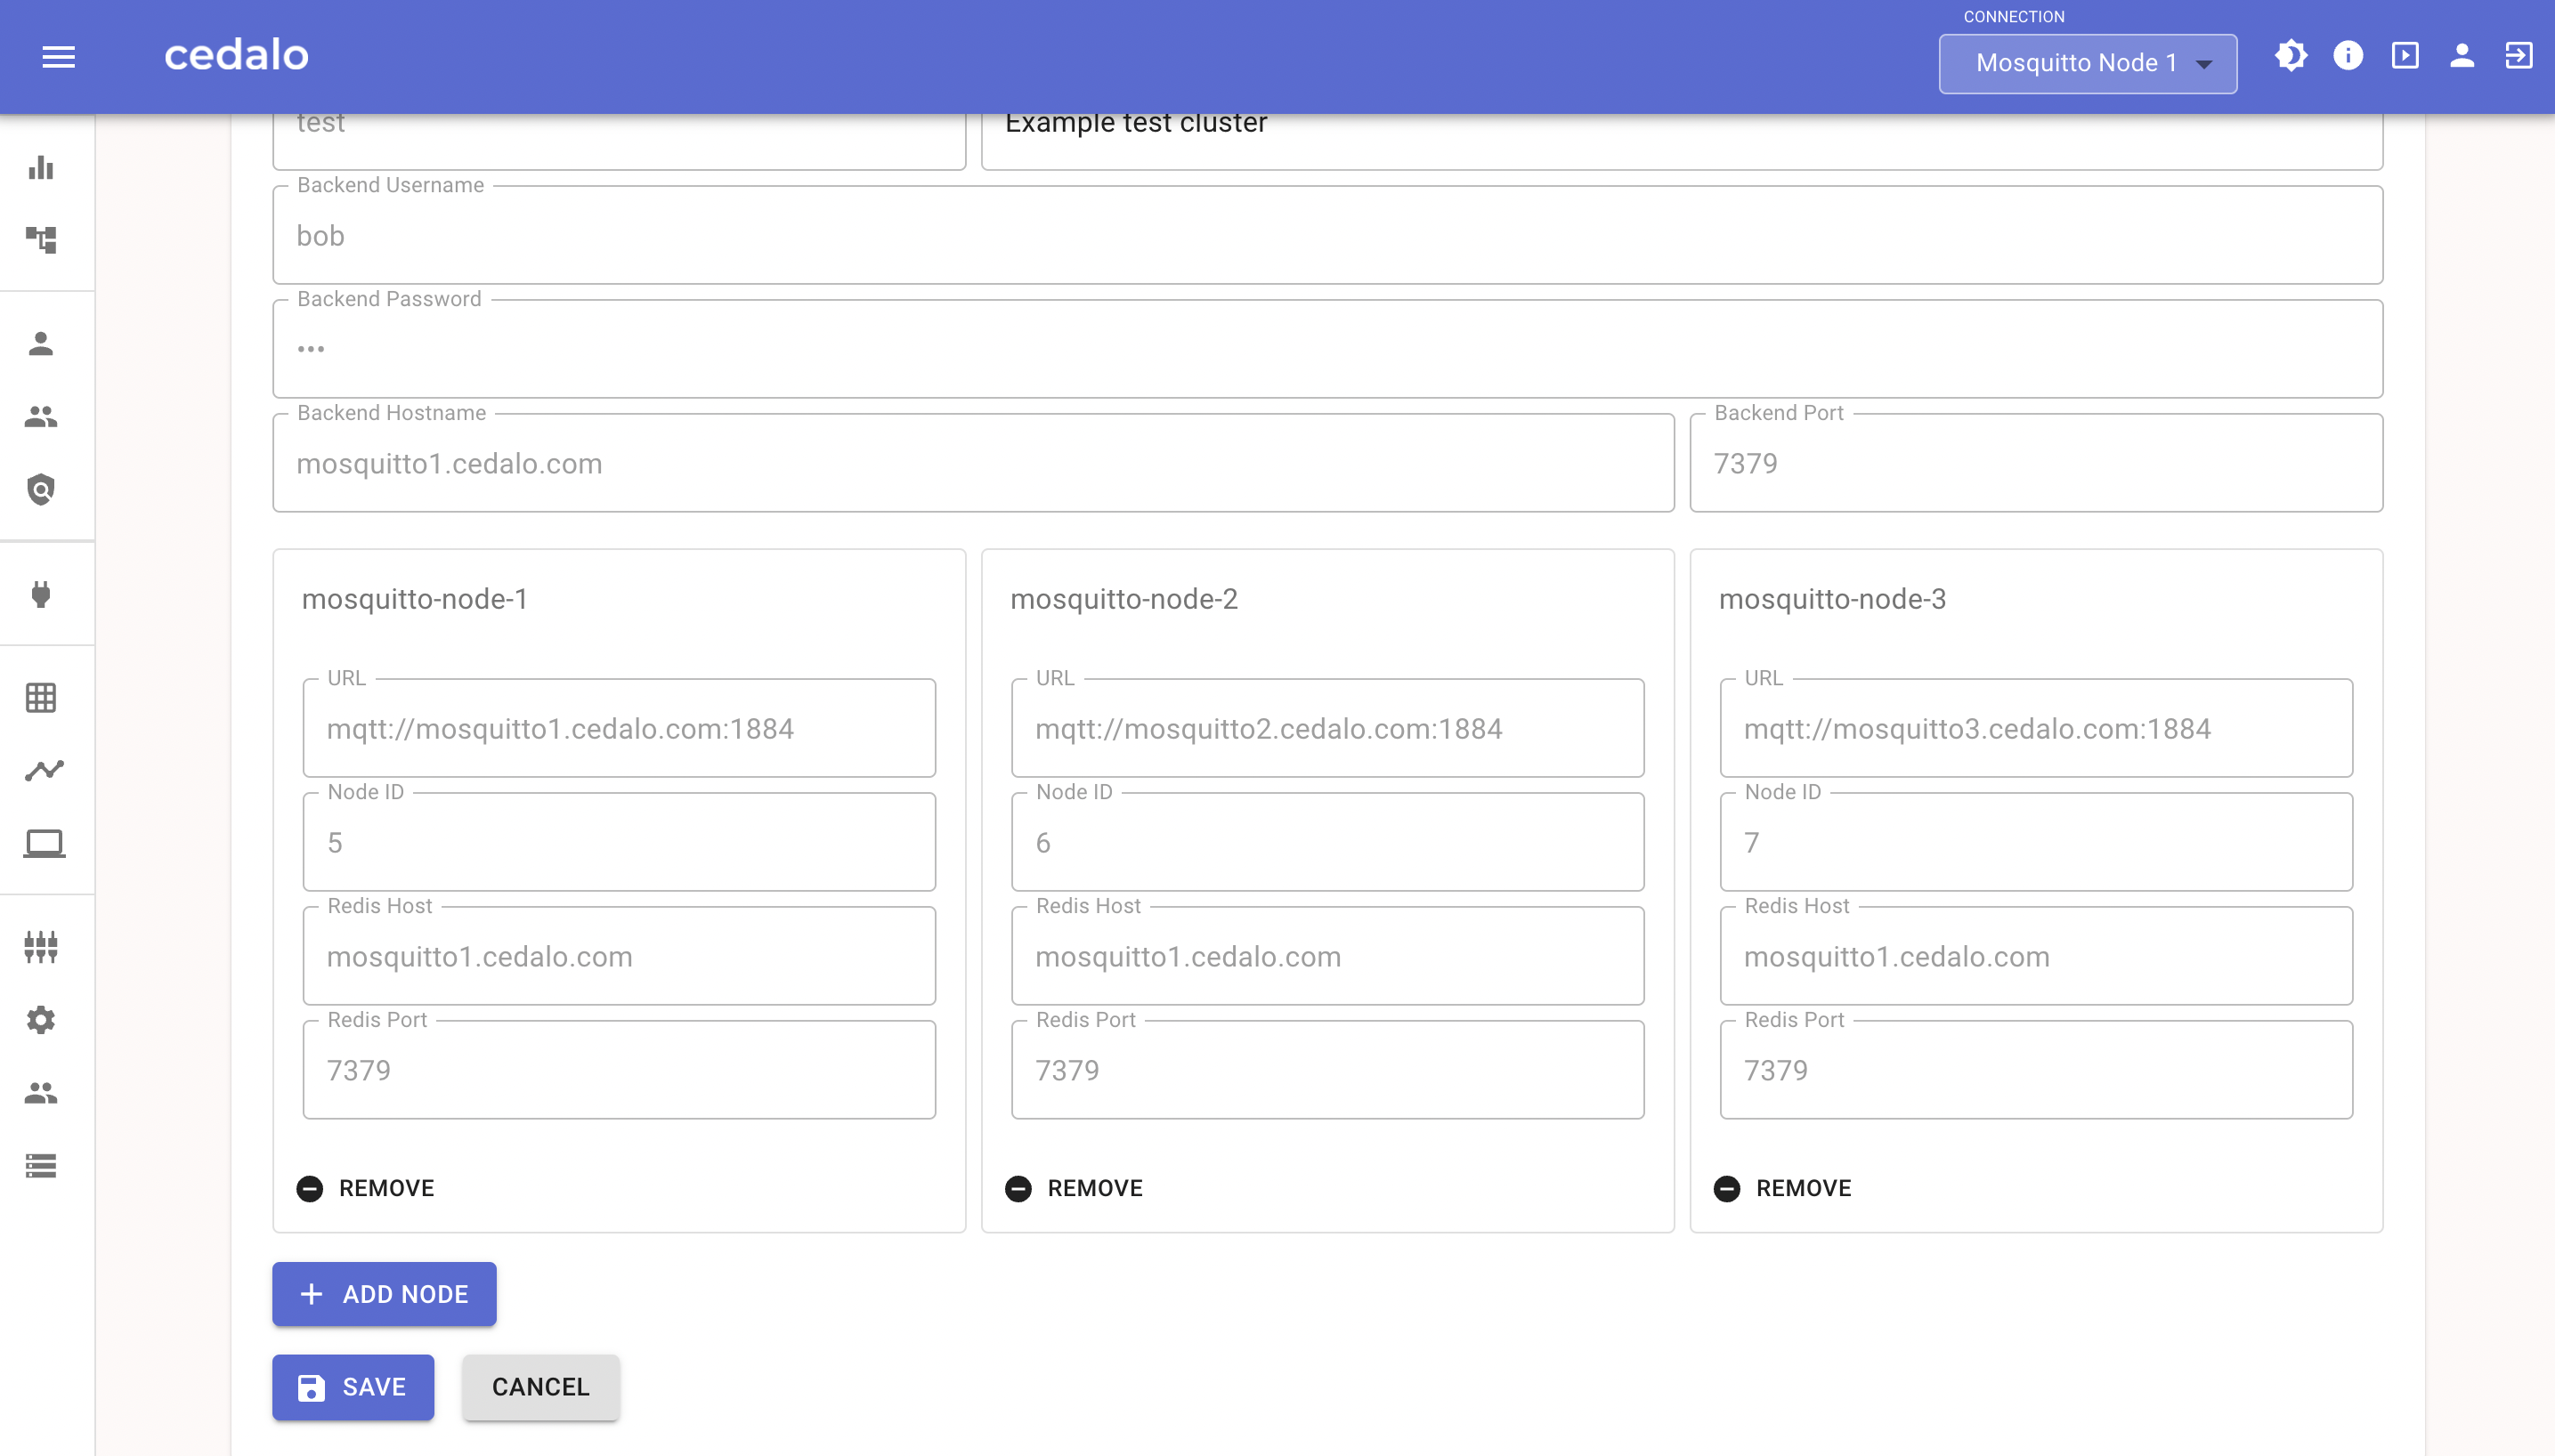 CONNECTION
cedalo
Mosquitto Node 1
test
Example test cluster
Backend Username
bob
Backend Password
•••
Backend Hostname
mosquitto1.cedalo.com
Backend Port
7379
mosquitto-node-1
URL
mqtt://mosquitto1.cedalo.com:1884
Node ID
5
Redis Host
mosquitto1.cedalo.com
Redis Port
7379
REMOVE
mosquitto-node-2
URL
mqtt://mosquitto2.cedalo.com:1884
Node ID
6
Redis Host
mosquitto1.cedalo.com
Redis Port
7379
REMOVE
mosquitto-node-3
URL
mqtt://mosquitto3.cedalo.com:1884
Node ID
7
Redis Host
mosquitto1.cedalo.com
Redis Port
7379
REMOVE
ADD NODE
SAVE
CANCEL